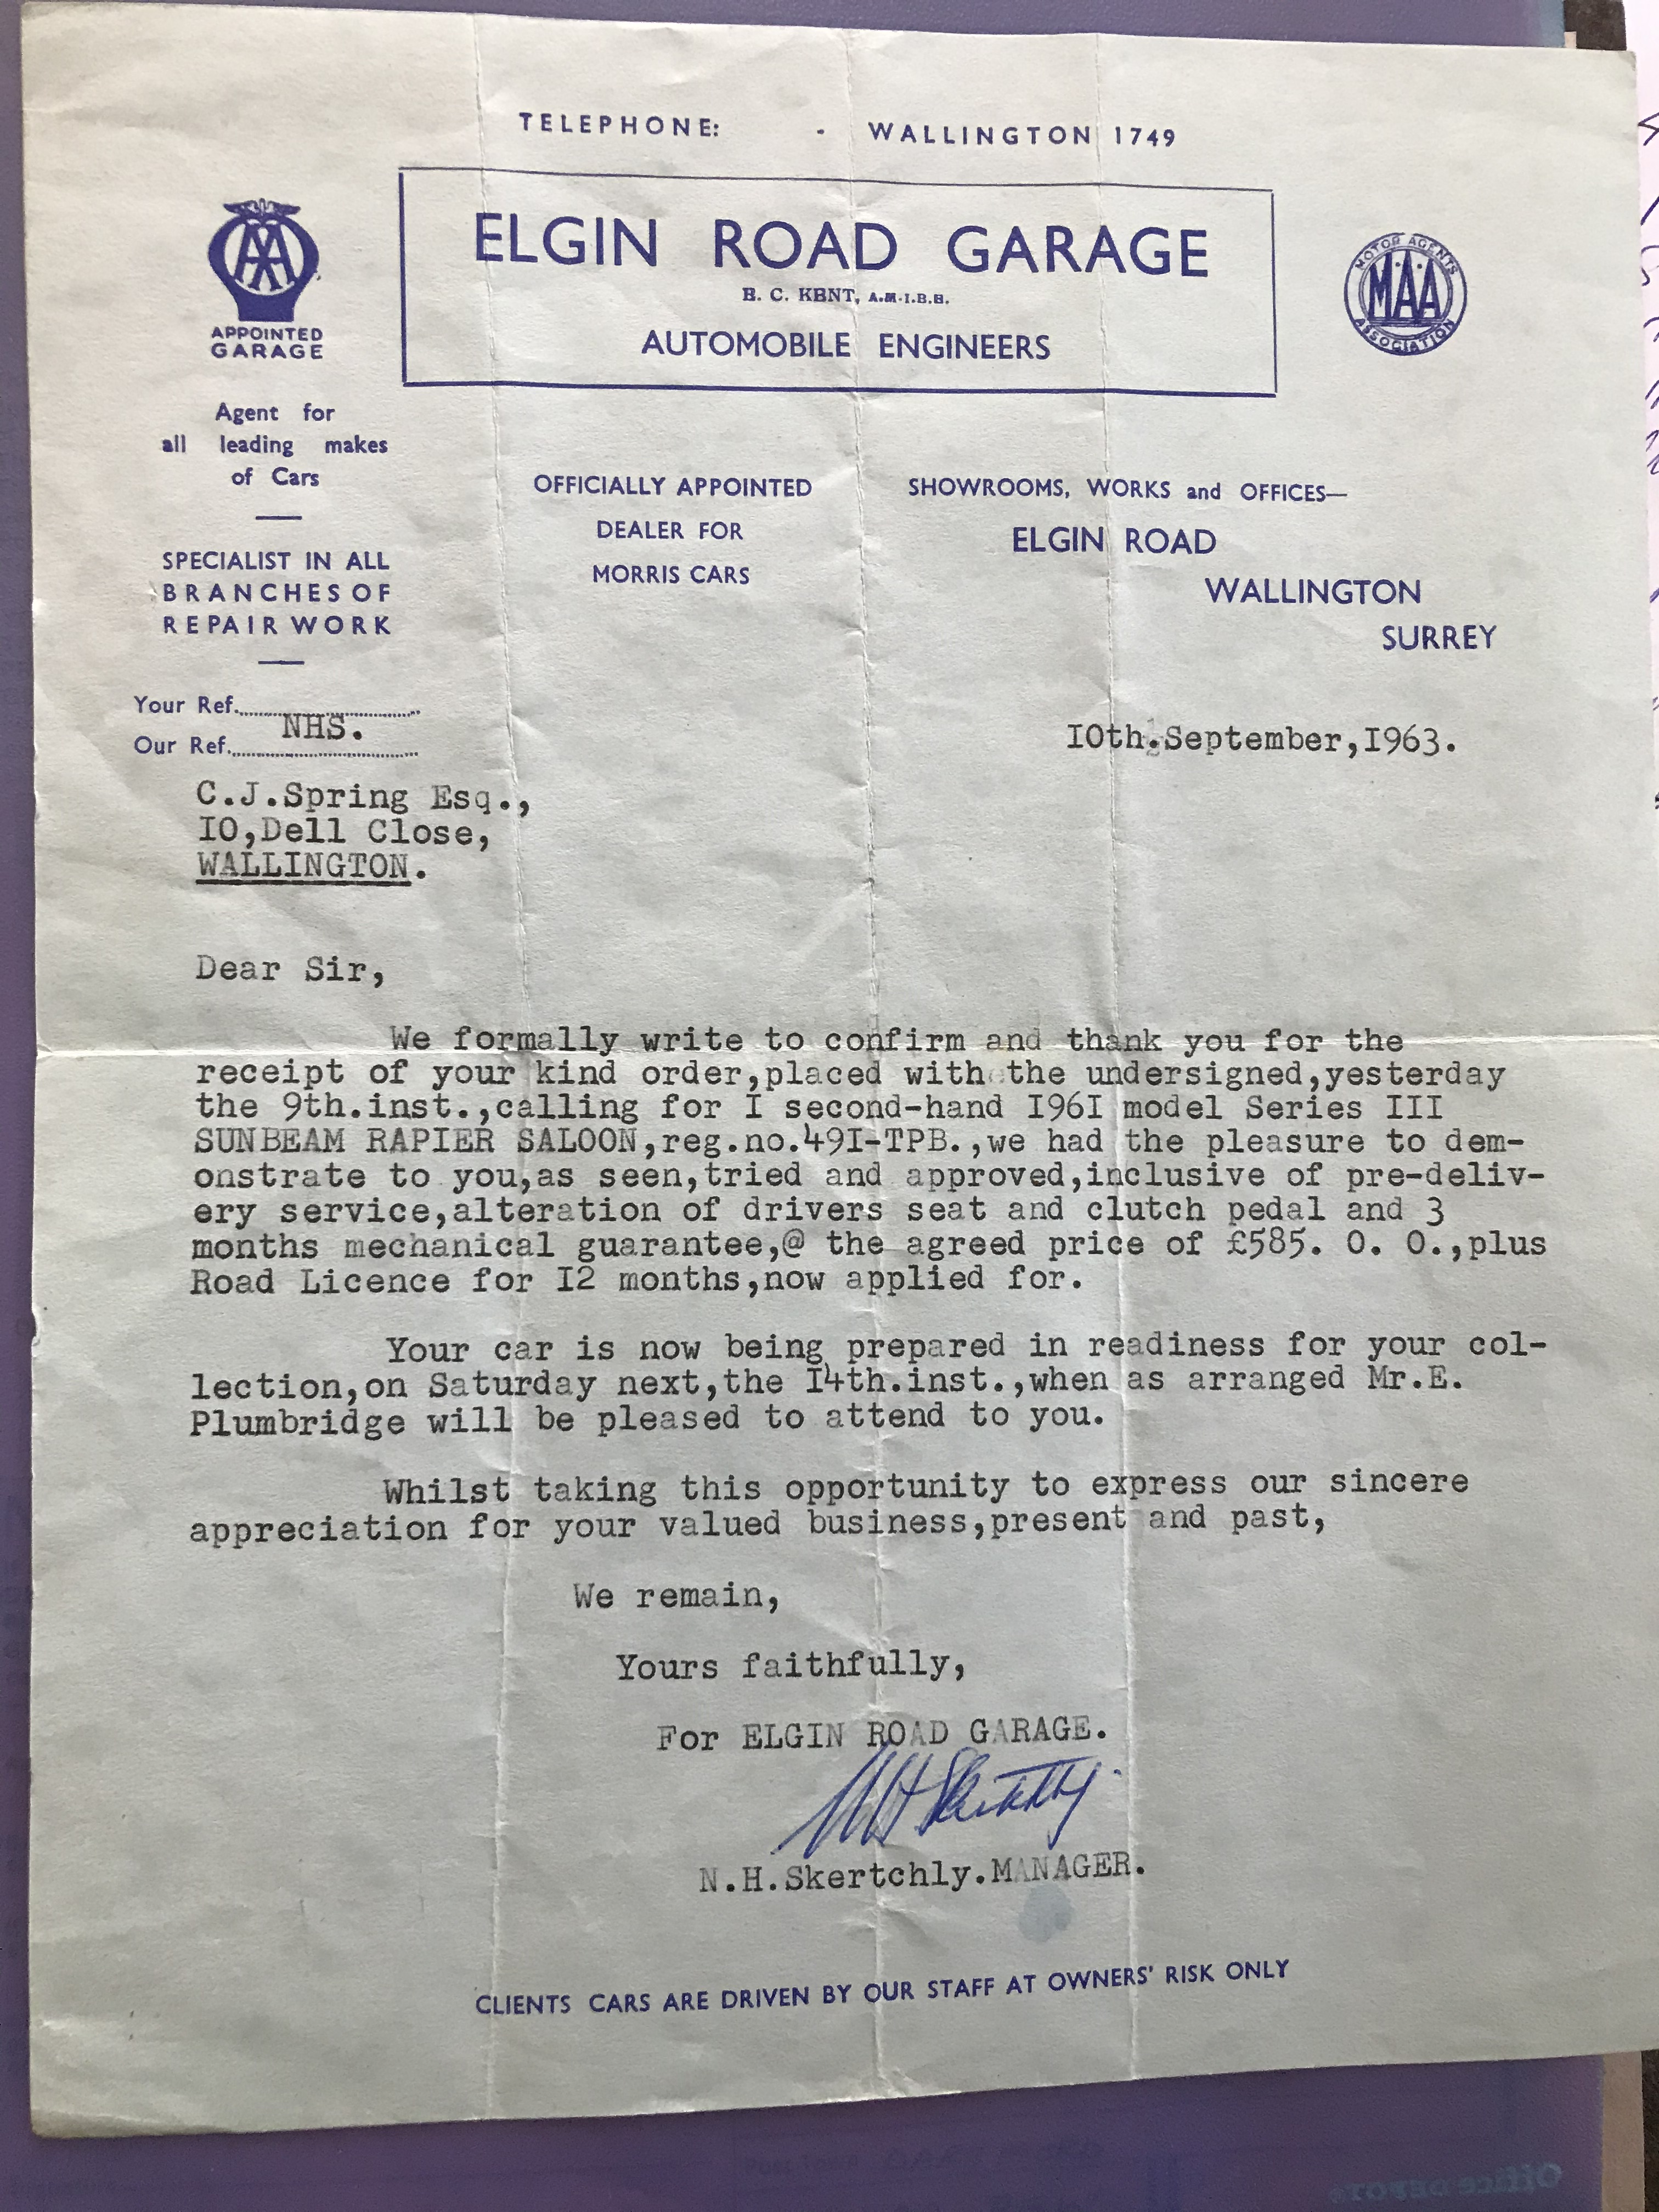 TELEPHONE: - WALLINGTON 1749
AA
APPOINTED
GARAGE
ELGIN ROAD GARAGE
E. C. KENT, A.M.I.B.E.
AUTOMOBILE ENGINEERS
MOTOR AGENTS
MAA
ASSOCIATION
Agent for
all leading makes
of Cars
SPECIALIST IN ALL
BRANCHES OF
REPAIR WORK
OFFICIALLY APPOINTED
DEALER FOR
MORRIS CARS
SHOWROOMS, WORKS and OFFICES—
ELGIN ROAD
WALLINGTON
SURREY
Your Ref.
NHS.
Our Ref.
IOth.September,I963.
C.J.Spring Esq.,
IO,Dell Close,
WALLINGTON.
Dear Sir,
We formally write to confirm and thank you for the
receipt of your kind order,placed with the undersigned,yesterday
the 9th.inst.,calling for I second-hand I96I model Series III
SUNBEAM RAPIER SALOON,reg.no.49I-TPB.,we had the pleasure to dem-
onstrate to you,as seen,tried and approved,inclusive of pre-deliv-
ery service,alteration of drivers seat and clutch pedal and 3
months mechanical guarantee,@ the agreed price of £585. O. O.,plus
Road Licence for I2 months,now applied for.
Your car is now being prepared in readiness for your col-
lection,on Saturday next,the I4th.inst.,when as arranged Mr.E.
Plumbridge will be pleased to attend to you.
Whilst taking this opportunity to express our sincere
appreciation for your valued business,present and past,
We remain,
Yours faithfully,
For ELGIN ROAD GARAGE.
NH Skertchly.
N.H.Skertchly.MANAGER.
CLIENTS CARS ARE DRIVEN BY OUR STAFF AT OWNERS' RISK ONLY